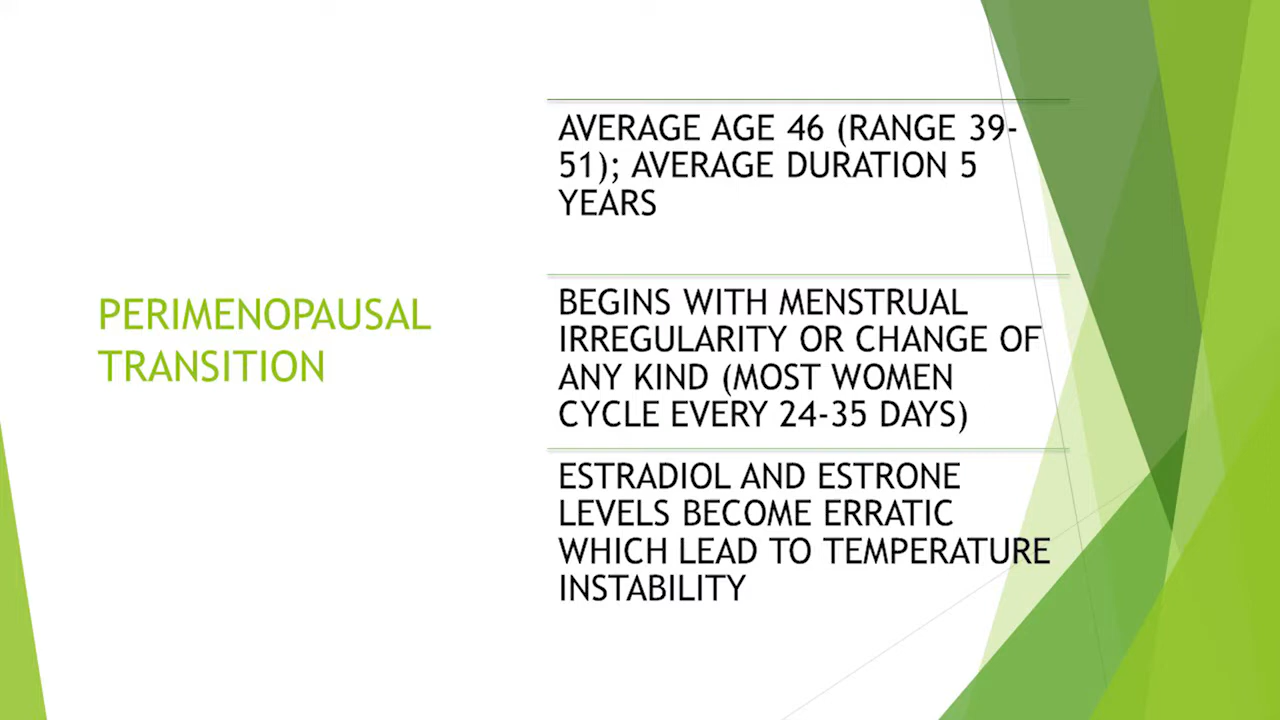 PERIMENOPAUSAL
TRANSITION
AVERAGE AGE 46 (RANGE 39-
51); AVERAGE DURATION 5
YEARS
BEGINS WITH MENSTRUAL
IRREGULARITY OR CHANGE OF
ANY KIND (MOST WOMEN
CYCLE EVERY 24-35 DAYS)
ESTRADIOL AND ESTRONE
LEVELS BECOME ERRATIC
WHICH LEAD TO TEMPERATURE
INSTABILITY